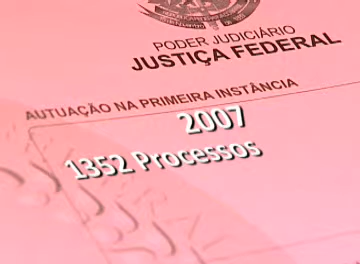 PODER JUDICIÁRIO
JUSTIÇA FEDERAL
AUTUAÇÃO NA PRIMEIRA INSTÂNCIA
2007
1352 Processos